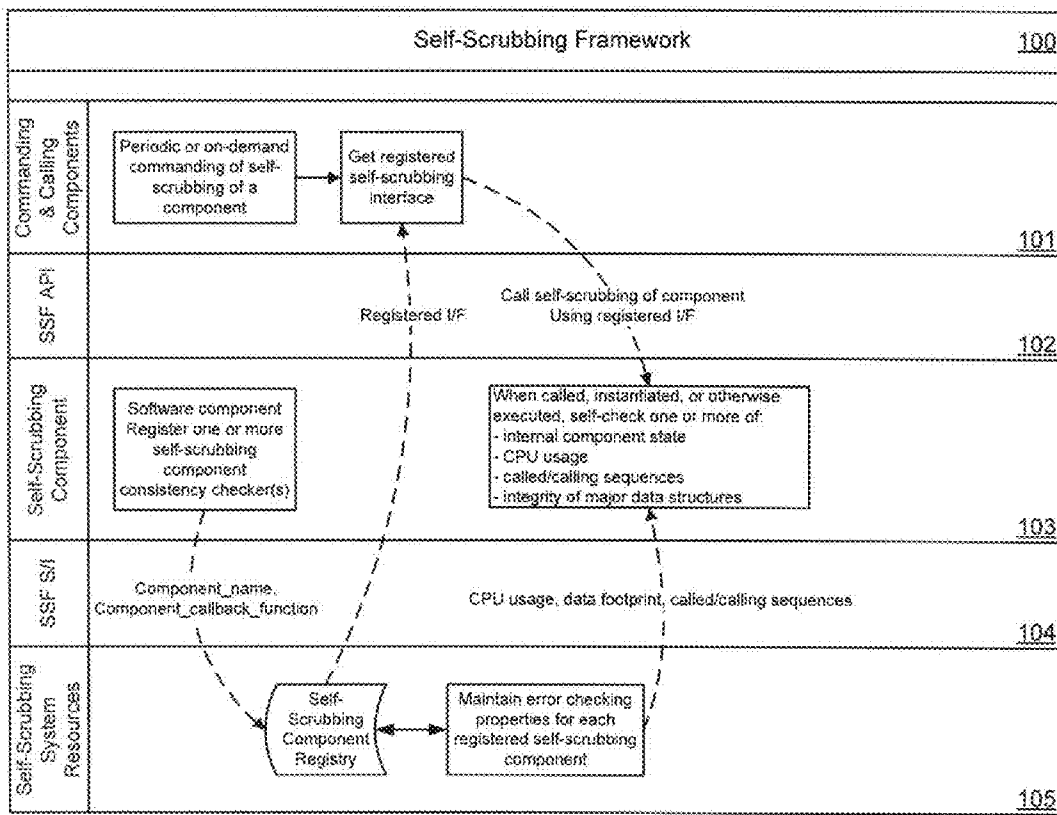 Self-Scrubbing Framework
100
Commanding
& Calling
Components
Periodic or on-demand
commanding of self-
scrubbing of a
component
Get registered
self-scrubbing
interface
101
SSF API
Registered I/F
Call self-scrubbing of component
Using registered I/F
102
Self-Scrubbing
Component
Software component
Register one or more
self-scrubbing
component
consistency checker(s)
When called, instantiated, or otherwise
executed, self-check one or more of:
- internal component state
- CPU usage
- called/calling sequences
- integrity of major data structures
103
SSF S/I
Component_name,
Component_callback_function
CPU usage, data footprint, called/calling sequences
104
Self-Scrubbing
System
Resources
Self-
Scrubbing
Component
Registry
Maintain error checking
properties for each
registered self-scrubbing
component
105